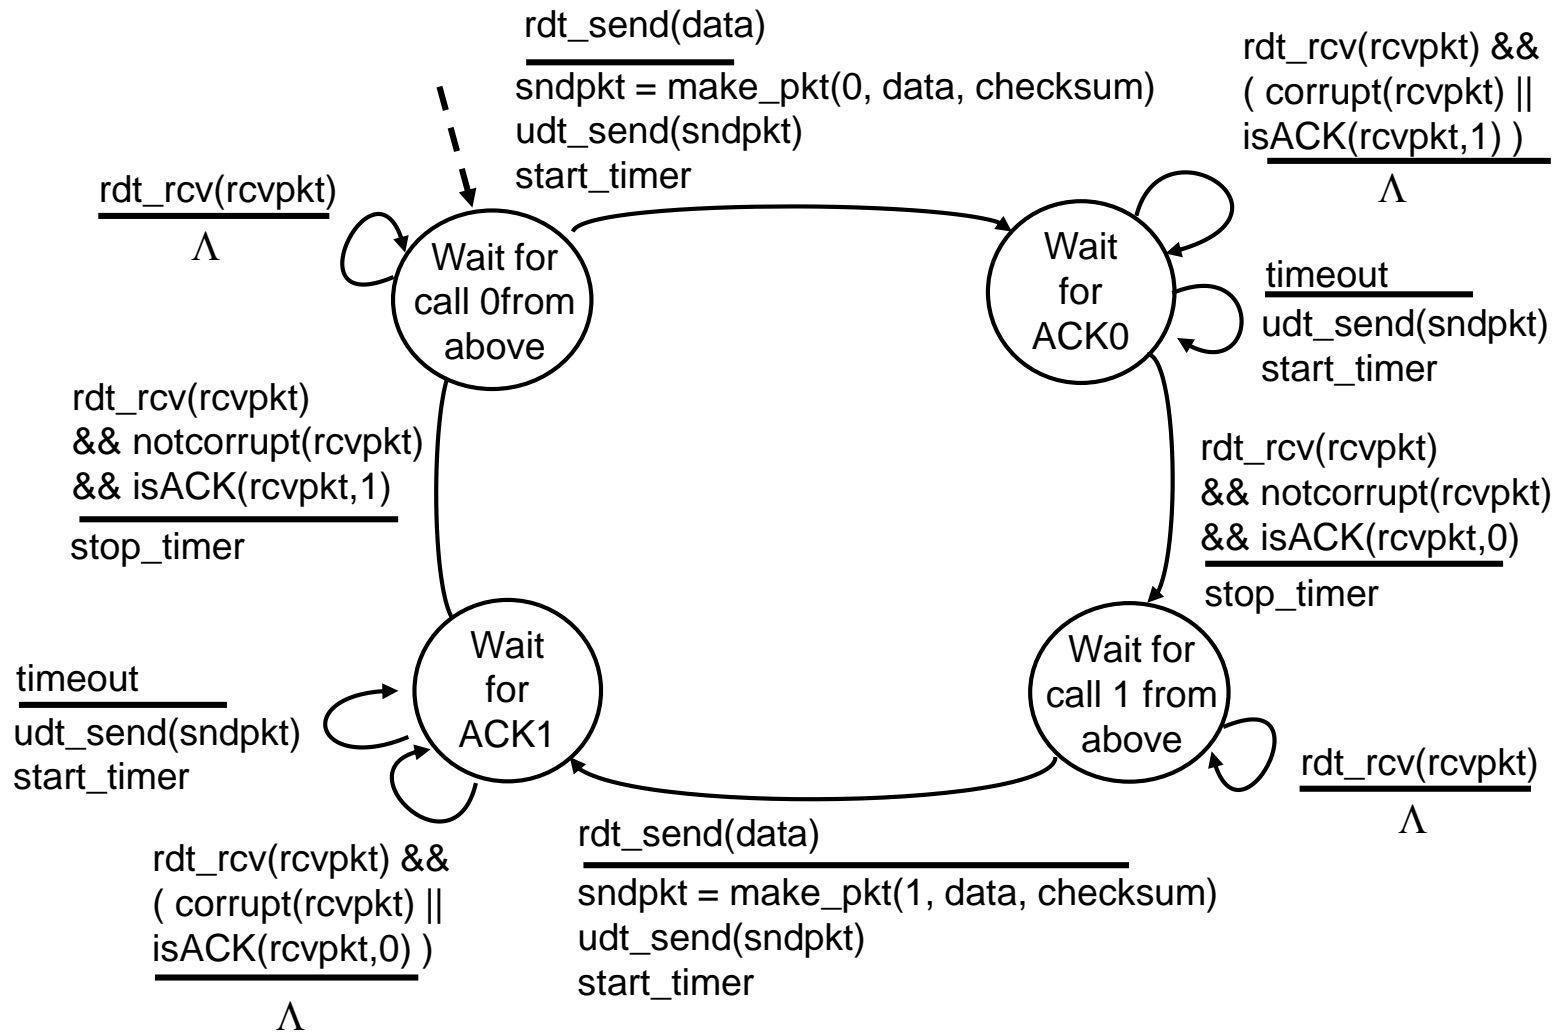 rdt_send(data)
sndpkt = make_pkt(0, data, checksum)
udt_send(sndpkt)
start_timer
rdt_rcv(rcvpkt) &&
( corrupt(rcvpkt) ||
isACK(rcvpkt,1) )
Λ
rdt_rcv(rcvpkt)
Λ
Wait for
call 0from
above
Wait
for
ACK0
timeout
udt_send(sndpkt)
start_timer
rdt_rcv(rcvpkt)
&& notcorrupt(rcvpkt)
&& isACK(rcvpkt,1)
stop_timer
rdt_rcv(rcvpkt)
&& notcorrupt(rcvpkt)
&& isACK(rcvpkt,0)
stop_timer
Wait
for
ACK1
Wait for
call 1 from
above
timeout
udt_send(sndpkt)
start_timer
rdt_rcv(rcvpkt)
Λ
rdt_rcv(rcvpkt) &&
( corrupt(rcvpkt) ||
isACK(rcvpkt,0) )
Λ
rdt_send(data)
sndpkt = make_pkt(1, data, checksum)
udt_send(sndpkt)
start_timer